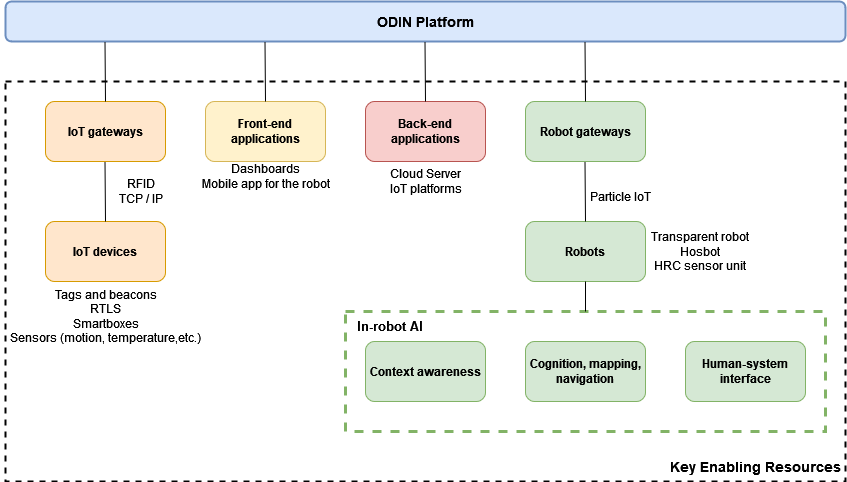 ODIN Platform
IoT gateways
Front-end
applications
Back-end
applications
Robot gateways
RFID
TCP / IP
Dashboards
Mobile app for the robot
Cloud Server
IoT platforms
Particle IoT
IoT devices
Robots
Transparent robot
Hosbot
HRC sensor unit
Tags and beacons
RTLS
Smartboxes
Sensors (motion, temperature,etc.)
In-robot AI
Context awareness
Cognition, mapping,
navigation
Human-system
interface
Key Enabling Resources